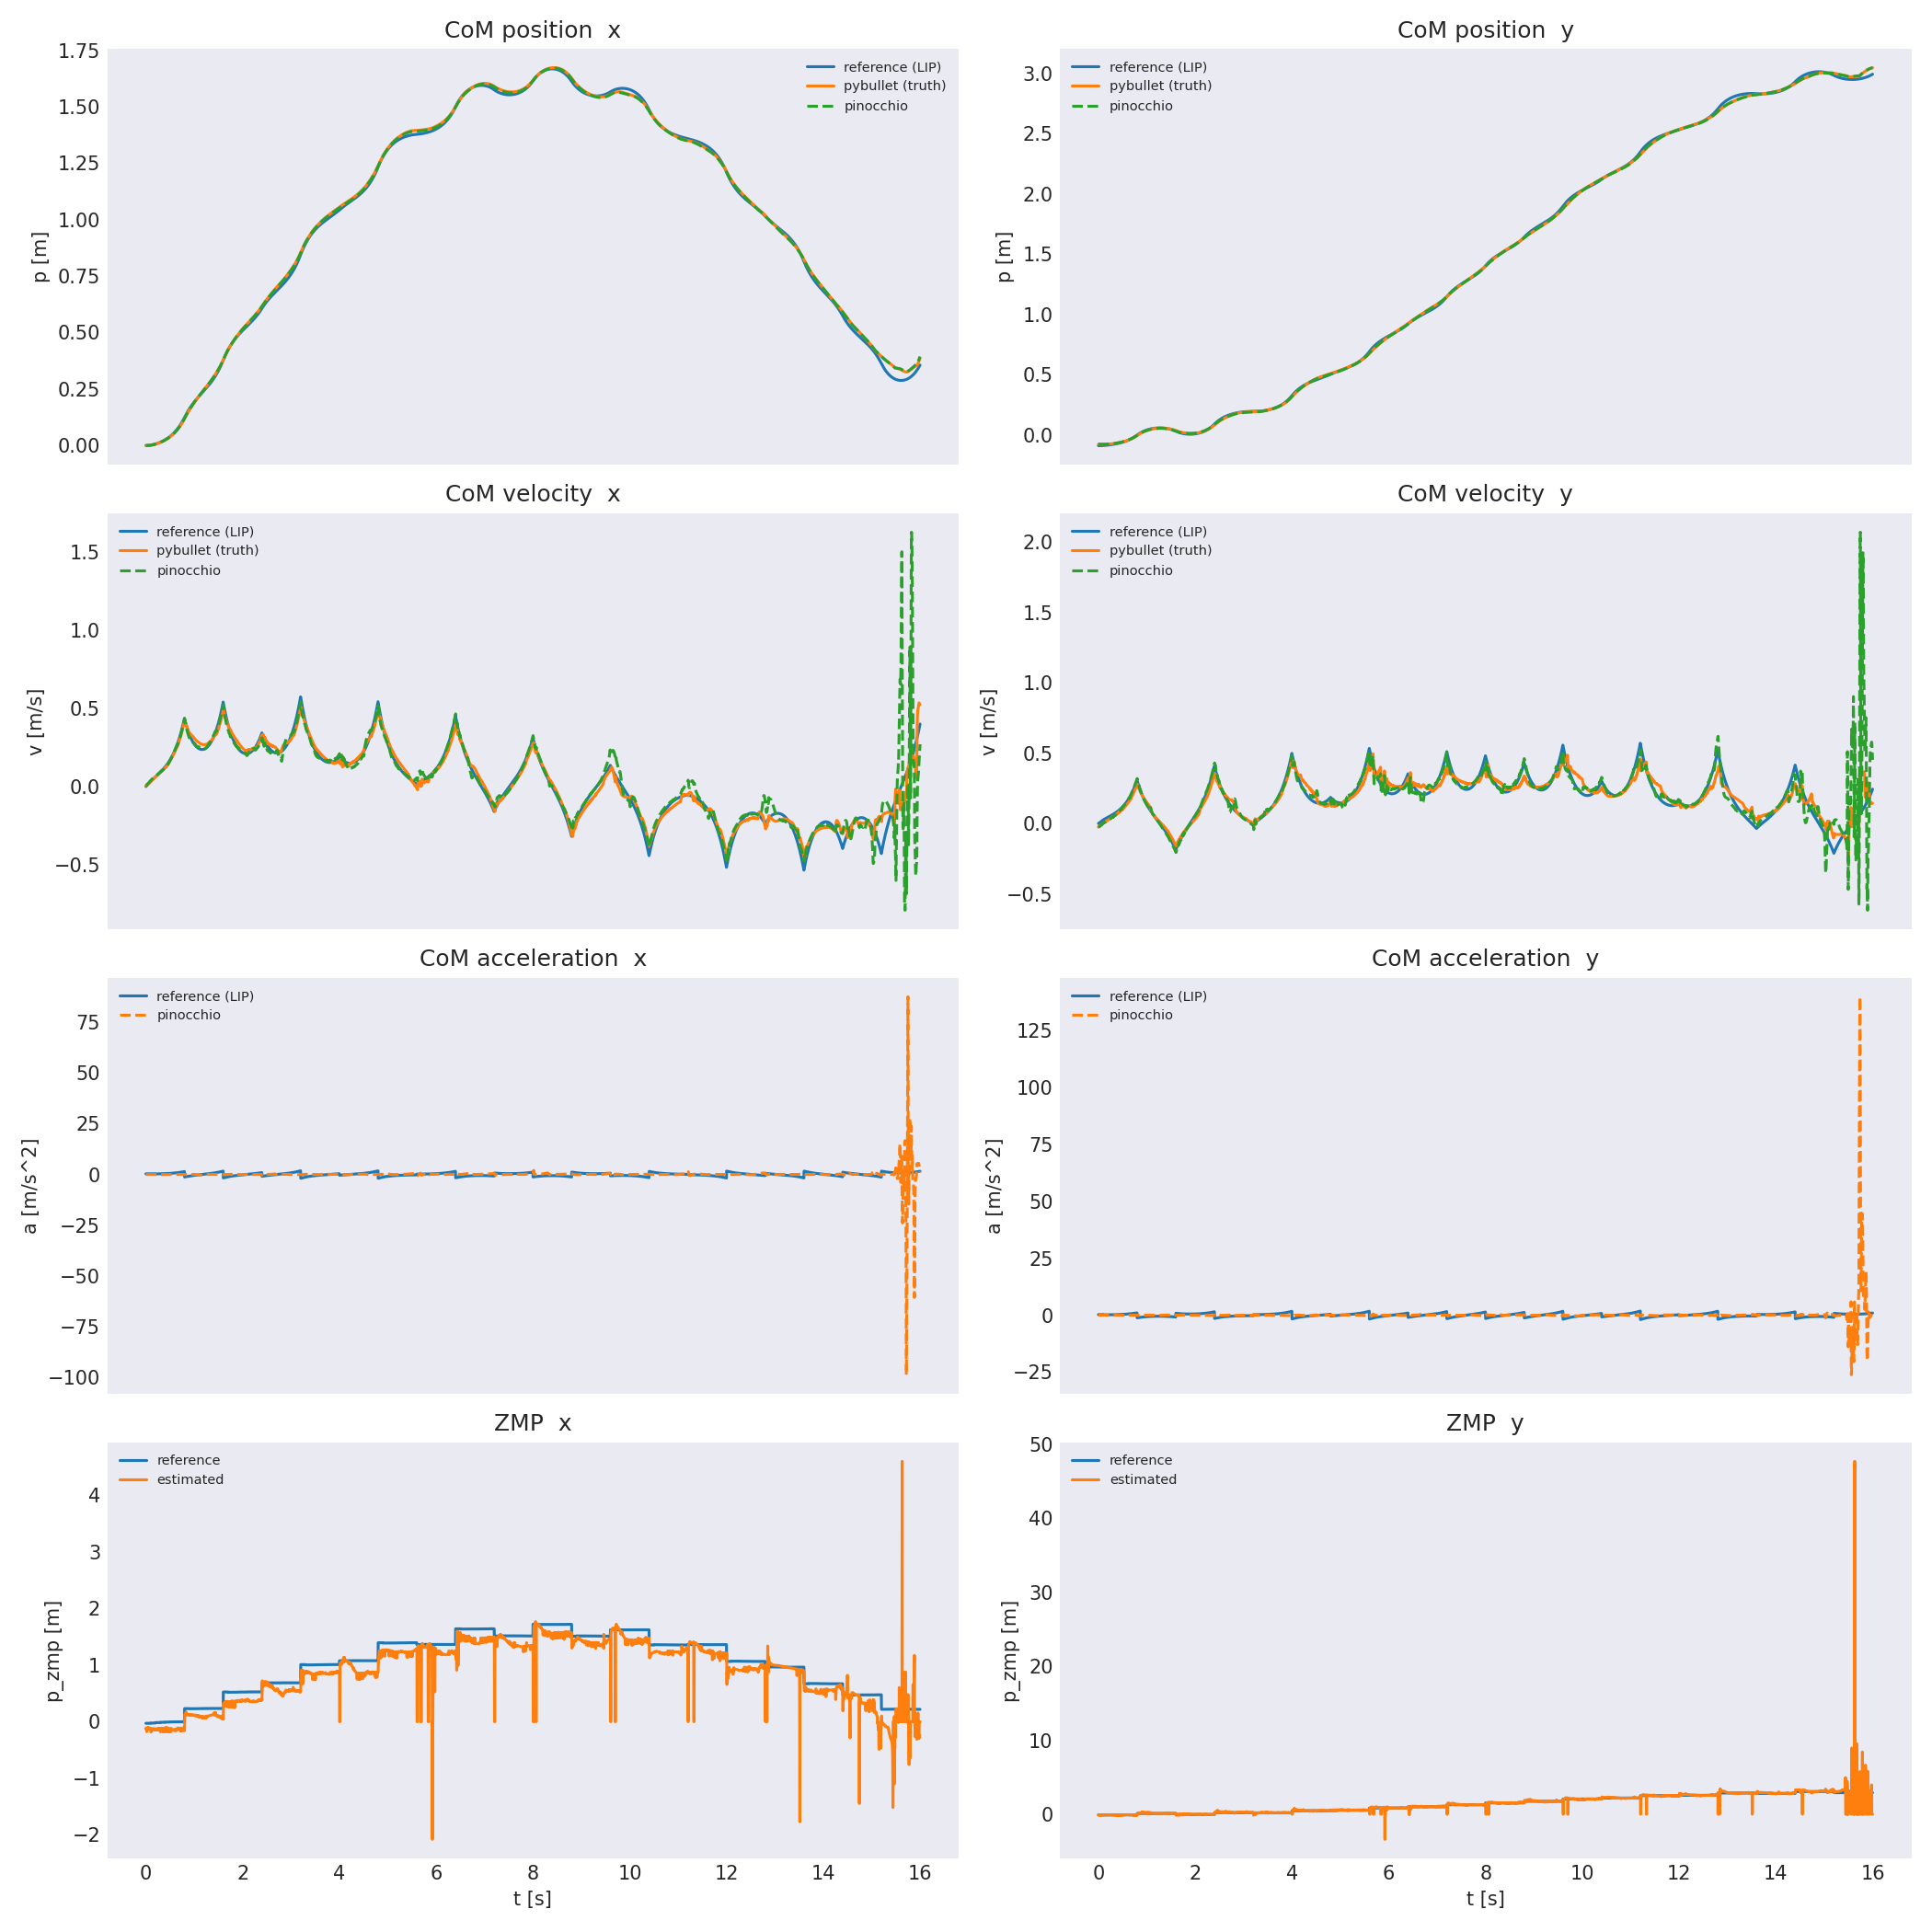 CoM position  x
1.75
1.50
1.25
1.00
0.75
0.50
0.25
0.00
p [m]
reference (LIP)
pybullet (truth)
pinocchio
CoM position  y
3.0
2.5
2.0
1.5
1.0
0.5
0.0
p [m]
reference (LIP)
pybullet (truth)
pinocchio
CoM velocity  x
1.5
1.0
0.5
0.0
−0.5
v [m/s]
reference (LIP)
pybullet (truth)
pinocchio
CoM velocity  y
2.0
1.5
1.0
0.5
0.0
−0.5
v [m/s]
reference (LIP)
pybullet (truth)
pinocchio
CoM acceleration  x
75
50
25
0
−25
−50
−75
−100
a [m/s^2]
reference (LIP)
pinocchio
CoM acceleration  y
125
100
75
50
25
0
−25
a [m/s^2]
reference (LIP)
pinocchio
ZMP  x
4
3
2
1
0
−1
−2
p_zmp [m]
reference
estimated
0 2 4 6 8 10 12 14 16
t [s]
ZMP  y
50
40
30
20
10
0
p_zmp [m]
reference
estimated
0 2 4 6 8 10 12 14 16
t [s]